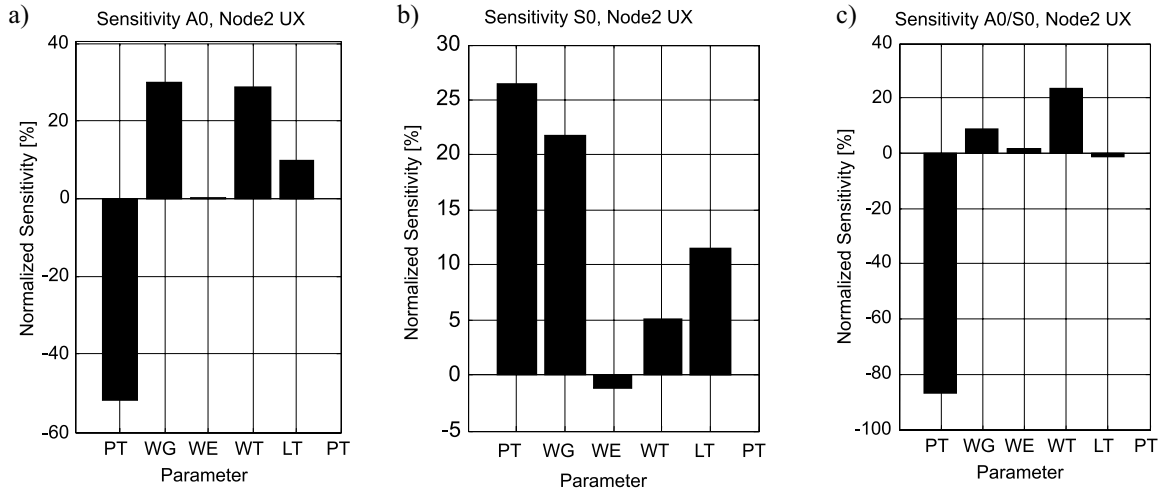 a)
Sensitivity A0, Node2 UX
Normalized Sensitivity [%]
40
20
0
-20
-40
-60
PT WG WE WT LT PT
Parameter
b)
Sensitivity S0, Node2 UX
Normalized Sensitivity [%]
30
25
20
15
10
5
0
-5
PT WG WE WT LT PT
Parameter
c)
Sensitivity A0/S0, Node2 UX
Normalized Sensitivity [%]
40
20
0
-20
-40
-60
-80
-100
PT WG WE WT LT PT
Parameter